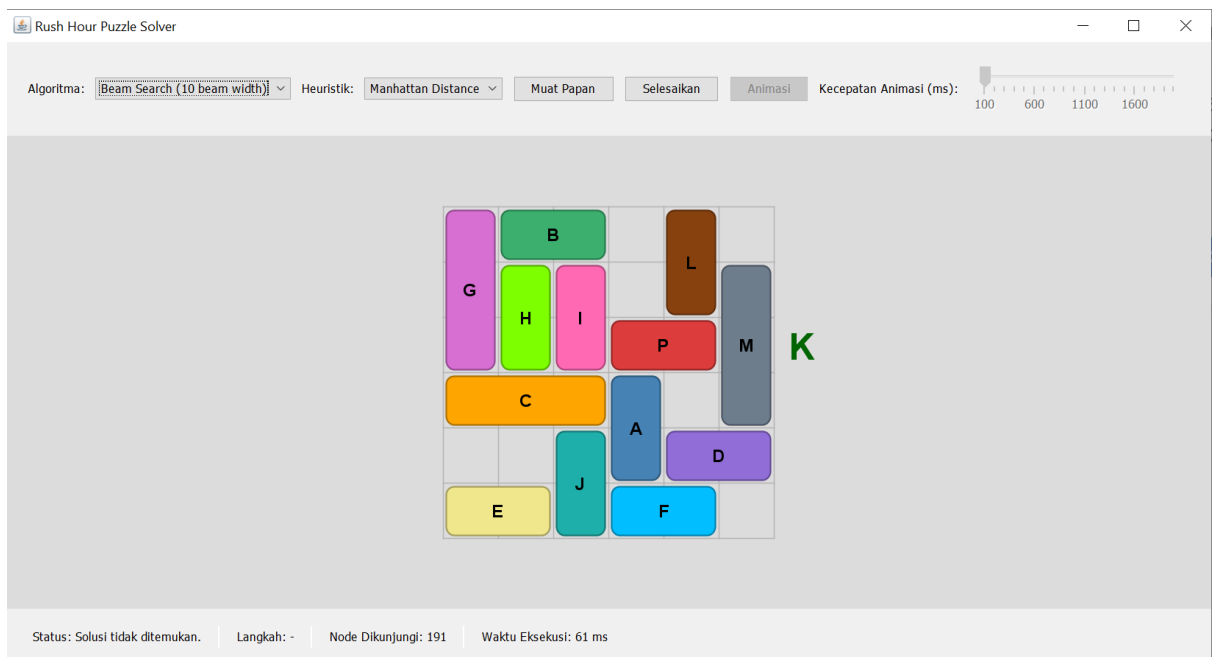 Rush Hour Puzzle Solver
Algoritma: Beam Search (10 beam width) Heuristik: Manhattan Distance Muat Papan Selesaikan Animasi Kecepatan Animasi (ms):
100 600 1100 1600
B
L
G
H I
P M K
C
A
D
J
E F
Status: Solusi tidak ditemukan. Langkah: - Node Dikunjungi: 191 Waktu Eksekusi: 61 ms